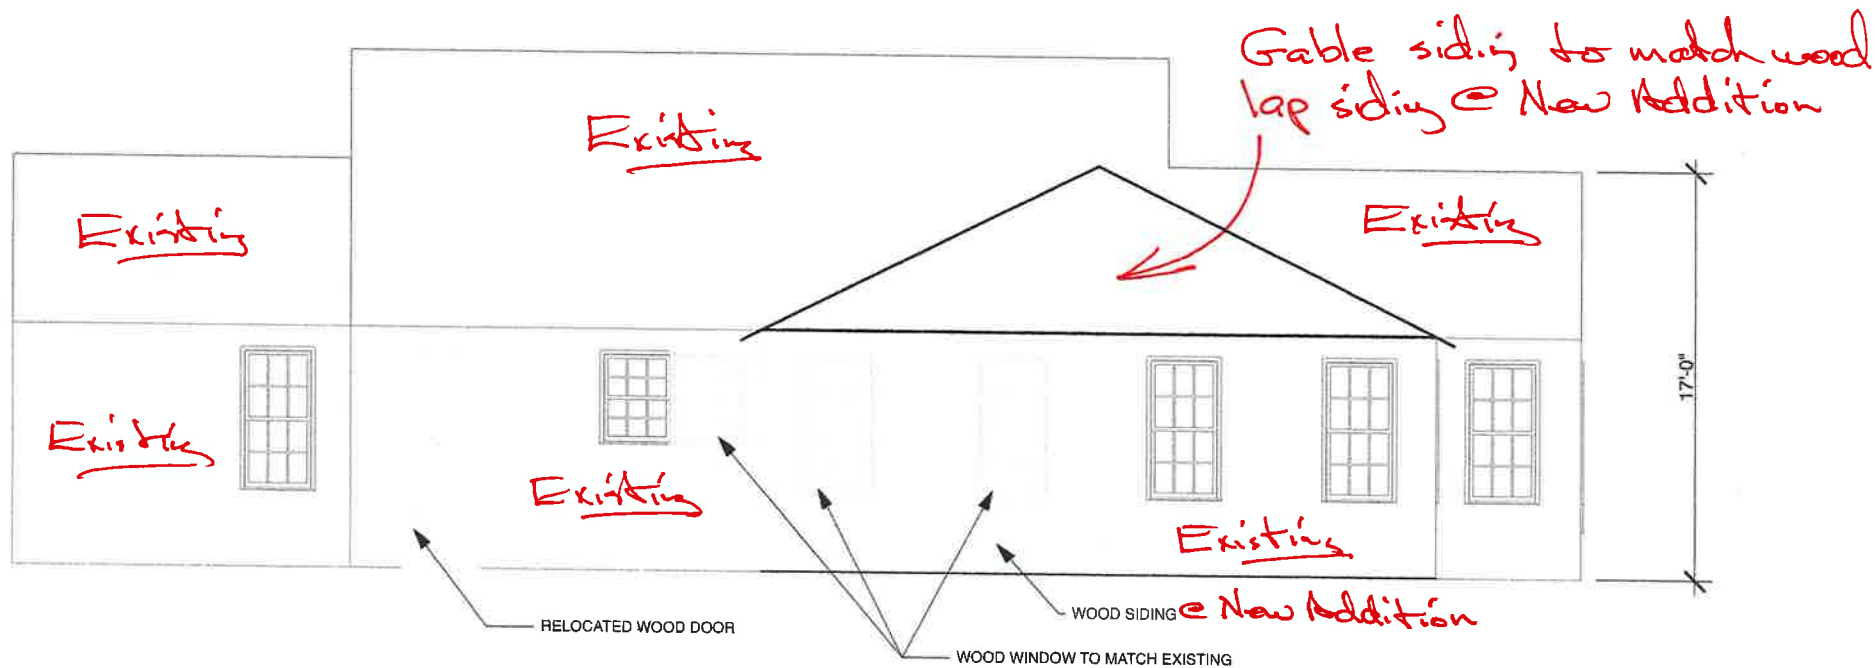 Gable siding to match wood
lap siding @ New Addition
Existing
Existing
Existing
17'-0"
Existing
Existing
Existing
WOOD SIDING @ New Addition
RELOCATED WOOD DOOR
WOOD WINDOW TO MATCH EXISTING